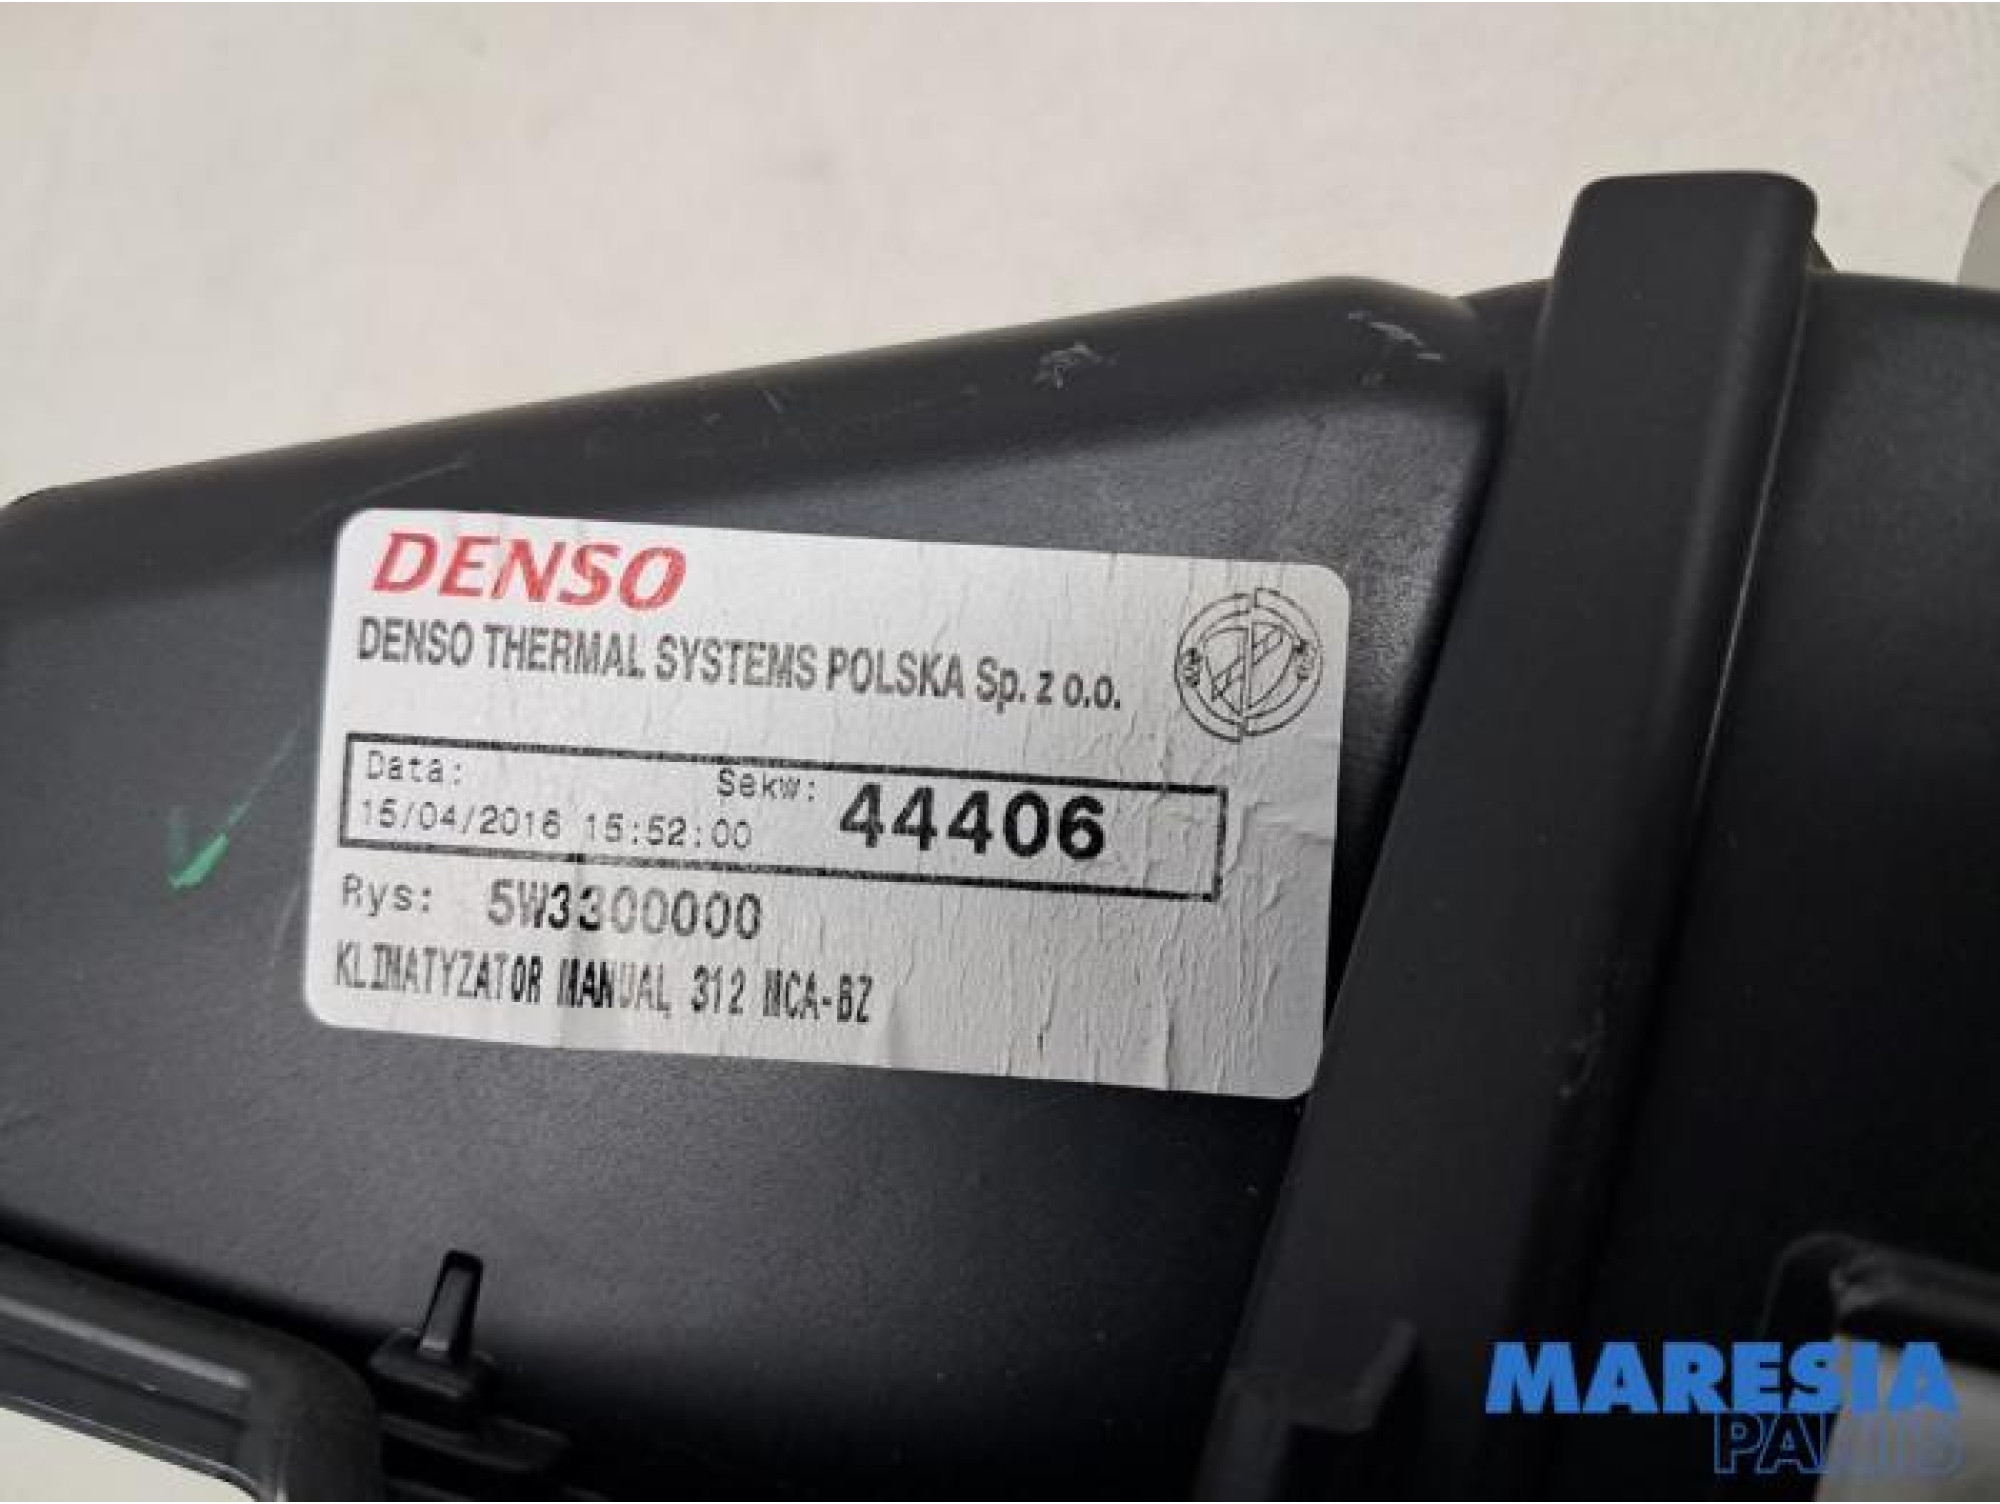 DENSO
DENSO THERMAL SYSTEMS POLSKA Sp. z o.o.
Data: Sekw: 44406
15/04/2016 15:52:00
Rys: 5W3300000
KLIMATYZATOR MANUAL 312 MCA-BZ
MARESIA
PARTS